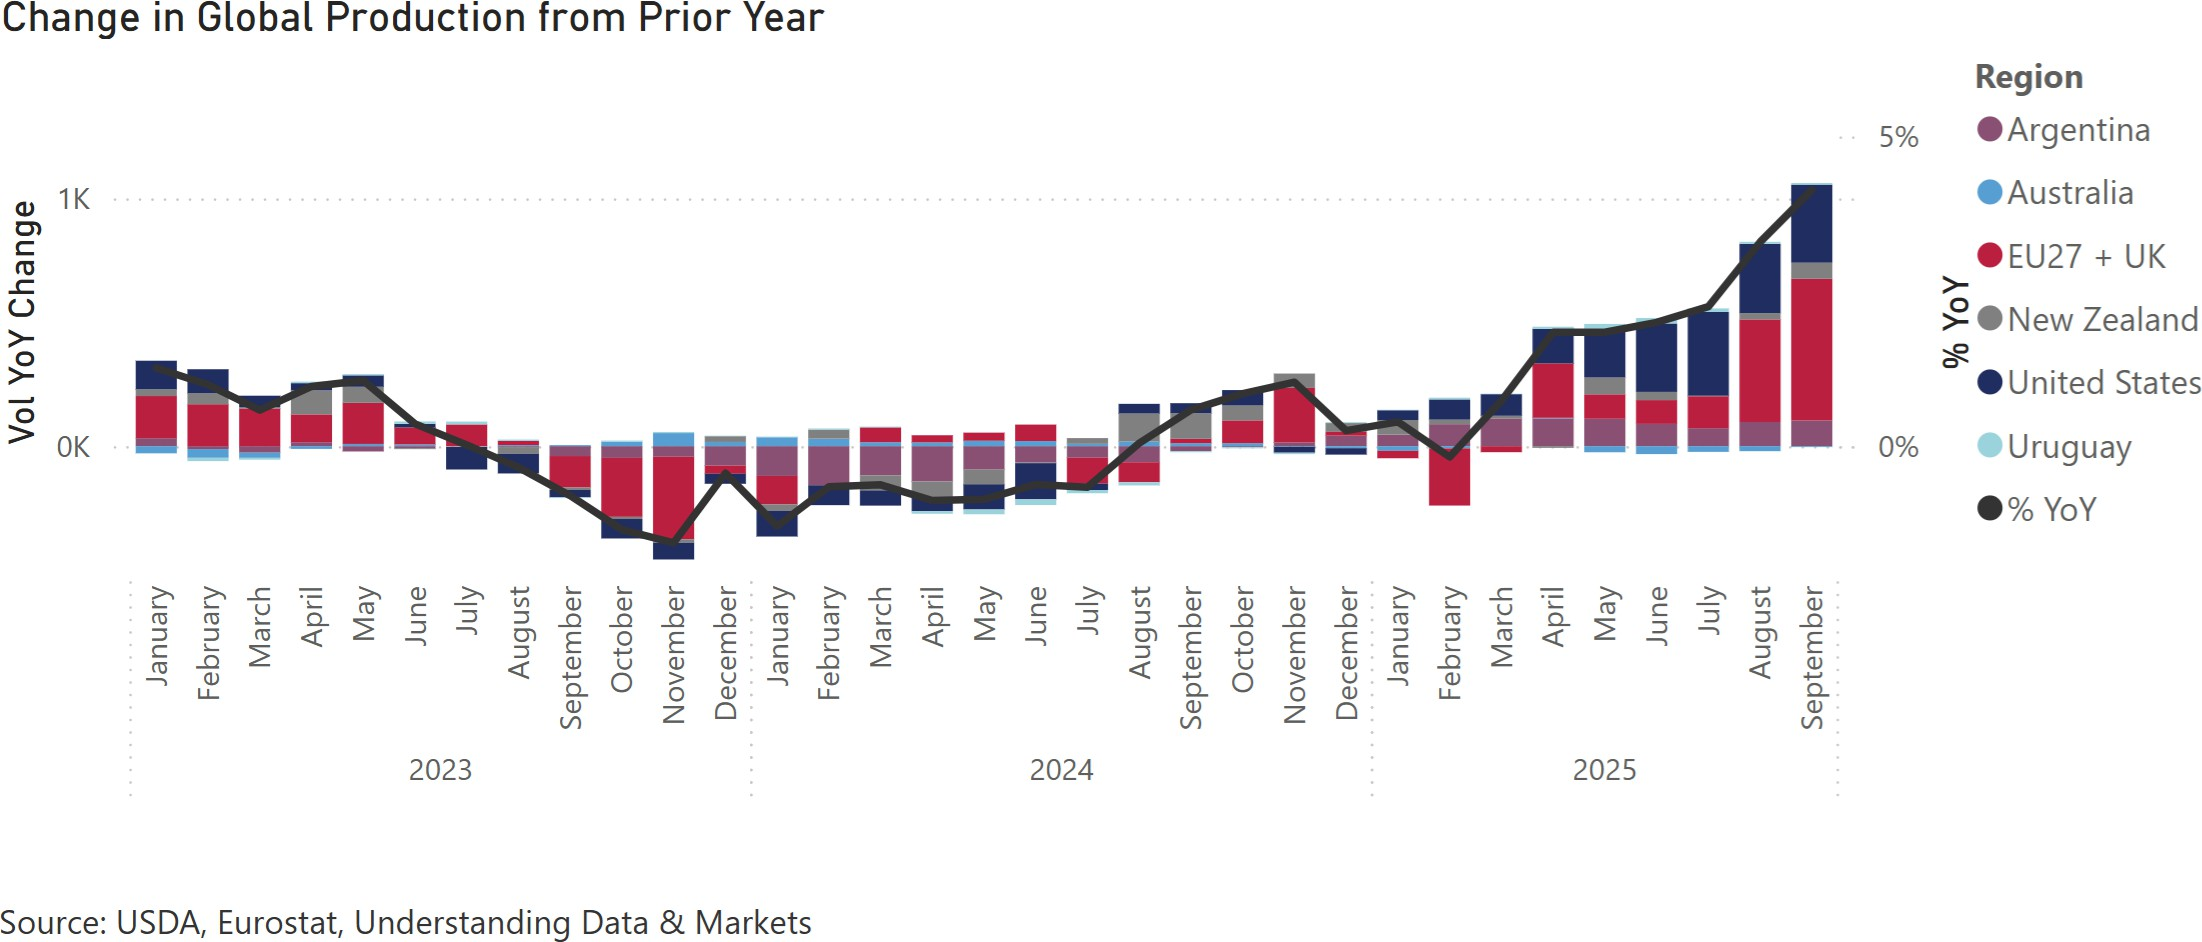 Change in Global Production from Prior Year
Vol YoY Change
1K
0K
5%
0%
% YoY
Region
Argentina
Australia
EU27 + UK
New Zealand
United States
Uruguay
% YoY
January
February
March
April
May
June
July
August
September
October
November
December
January
February
March
April
May
June
July
August
September
October
November
December
January
February
March
April
May
June
July
August
September
2023
2024
2025
Source: USDA, Eurostat, Understanding Data & Markets